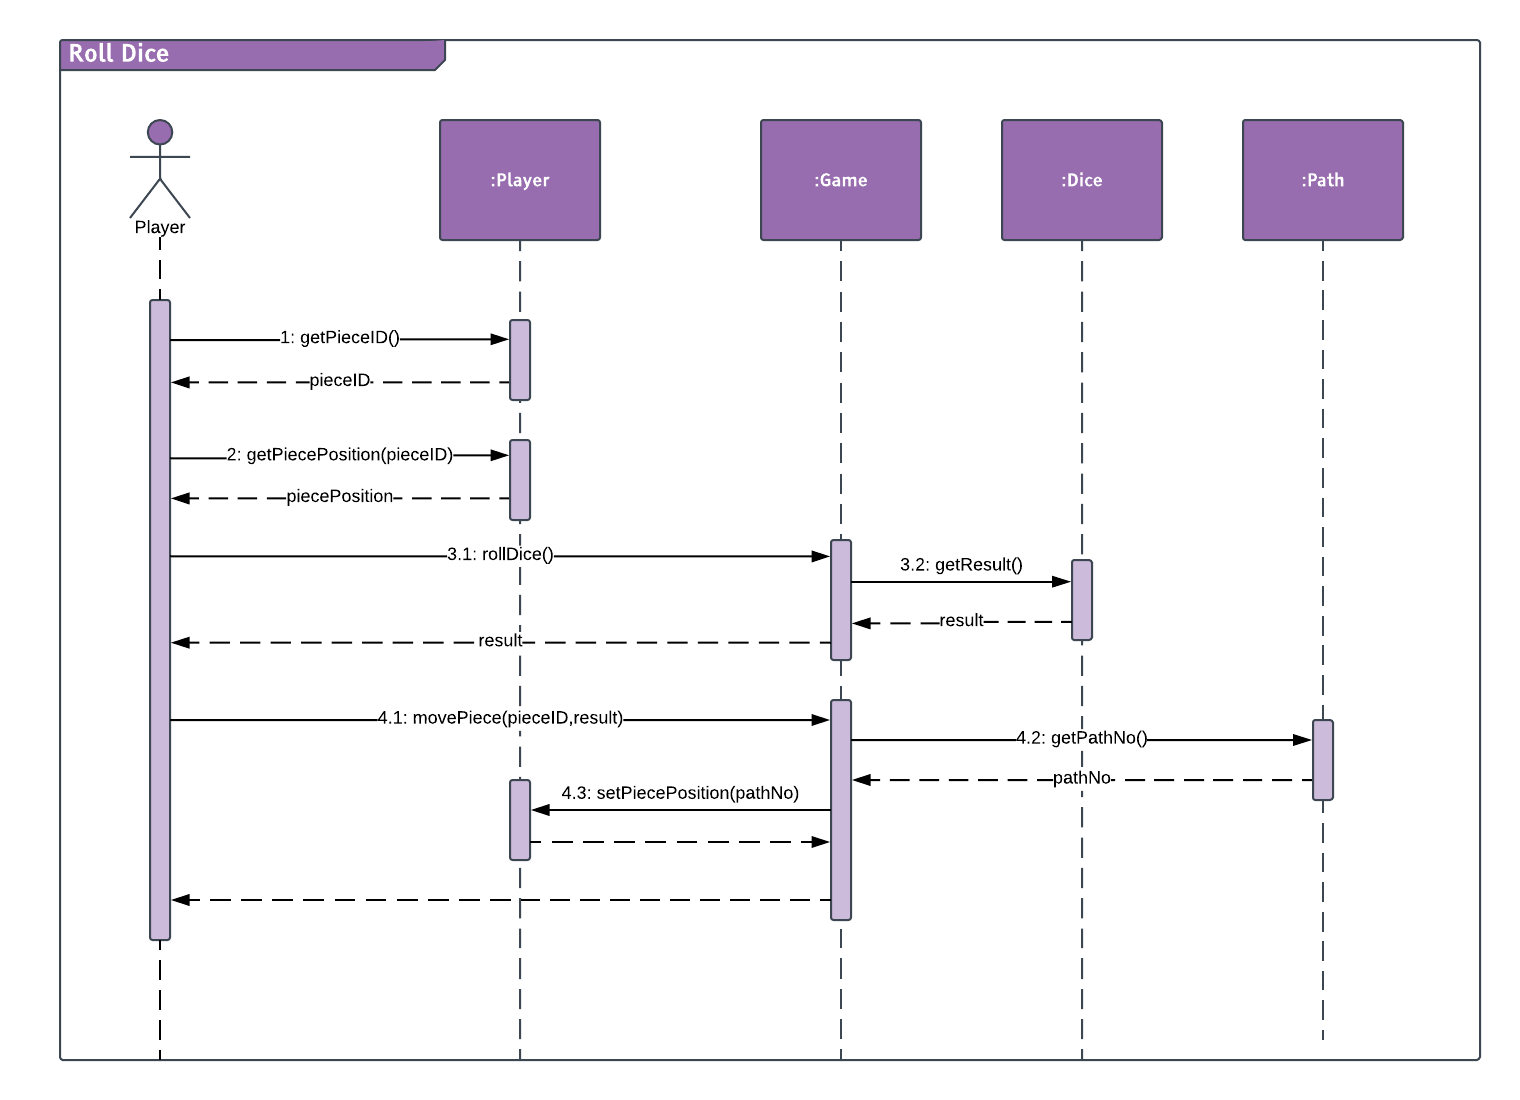 Roll Dice
Player
:Player
:Game
:Dice
:Path
1: getPieceID()
pieceID
2: getPiecePosition(pieceID)
piecePosition
3.1: rollDice()
3.2: getResult()
result
result
4.1: movePiece(pieceID,result)
4.2: getPathNo()
pathNo
4.3: setPiecePosition(pathNo)